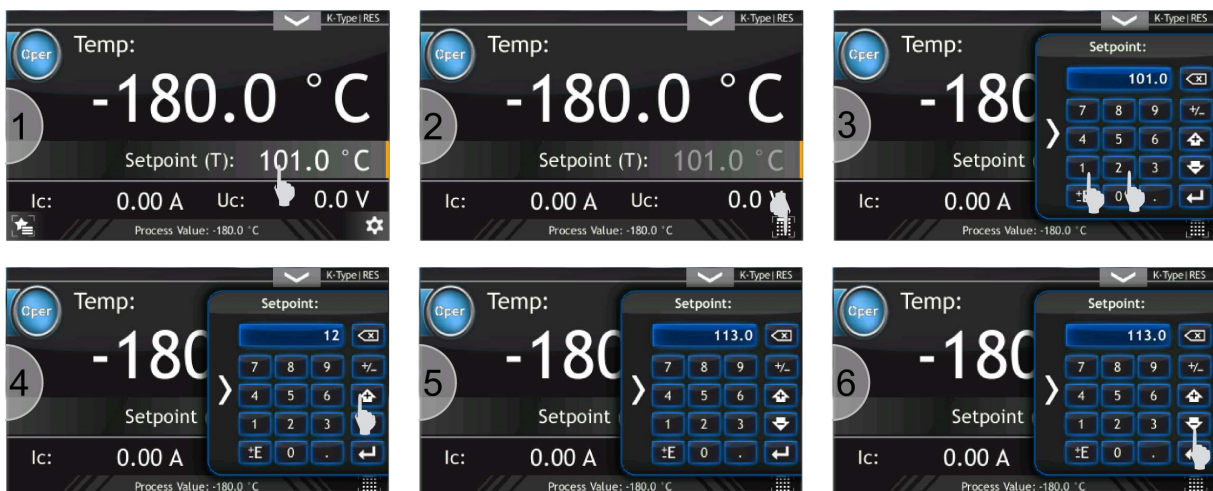 K-Type|RES
Oper
Temp:
-180.0 °C
1
Setpoint (T): 101.0 °C
Ic: 0.00 A Uc: 0.0 V
Process Value: -180.0 °C
K-Type|RES
Oper
Temp:
-180.0 °C
2
Setpoint (T): 101.0 °C
Ic: 0.00 A Uc: 0.0
Process Value: -180.0 °C
K-Type|RES
Oper
Temp:
-180
3
Setpoint
Ic: 0.00 A
Process Value: -180.0 °C
Setpoint:
101.0
7 8 9 +/-
4 5 6
1 2 3
±E 0 .
K-Type|RES
Oper
Temp:
-180
4
Setpoint
Ic: 0.00 A
Process Value: -180.0 °C
Setpoint:
12
7 8 9 +/-
4 5 6
1 2 3
±E 0 .
K-Type|RES
Oper
Temp:
-180
5
Setpoint
Ic: 0.00 A
Process Value: -180.0 °C
Setpoint:
113.0
7 8 9 +/-
4 5 6
1 2 3
±E 0 .
K-Type|RES
Oper
Temp:
-180
6
Setpoint
Ic: 0.00 A
Process Value: -180.0 °C
Setpoint:
113.0
7 8 9 +/-
4 5 6
1 2 3
±E 0 .